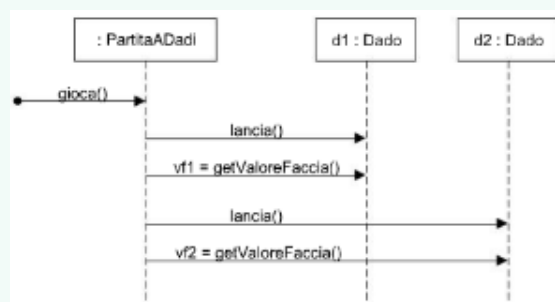 : PartitaADadi
d1 : Dado
d2 : Dado
gioca()
lancia()
vf1 = getValoreFaccia()
lancia()
vf2 = getValoreFaccia()